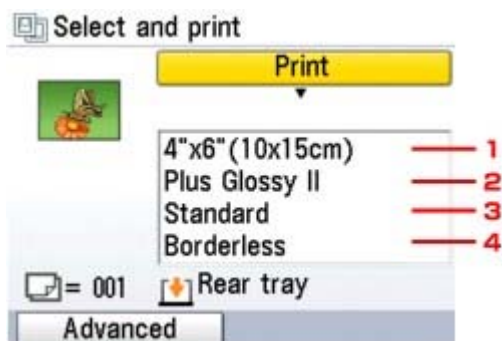 Select and print
Print
4"x6"(10x15cm) 1
Plus Glossy II 2
Standard 3
Borderless 4
= 001 Rear tray
Advanced